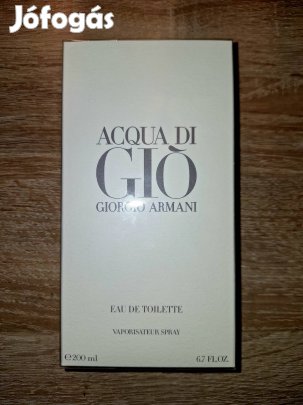 Jófogás
ACQUA DI
GIÒ
GIORGIO ARMANI
EAU DE TOILETTE
VAPORISATEUR SPRAY
℮200 ml 6.7 FL.OZ.